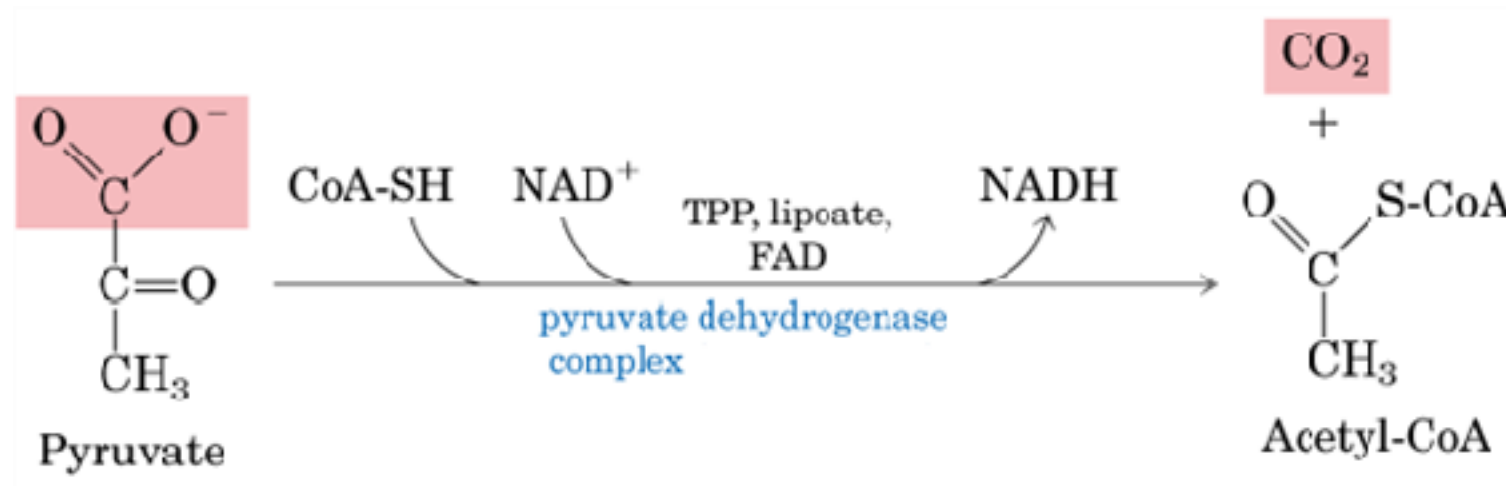 CO₂
+
O O⁻
C
CoA-SH NAD⁺ TPP, lipoate, NADH
FAD
O S-CoA
C
C=O
pyruvate dehydrogenase
complex
CH₃
CH₃
Pyruvate
Acetyl-CoA